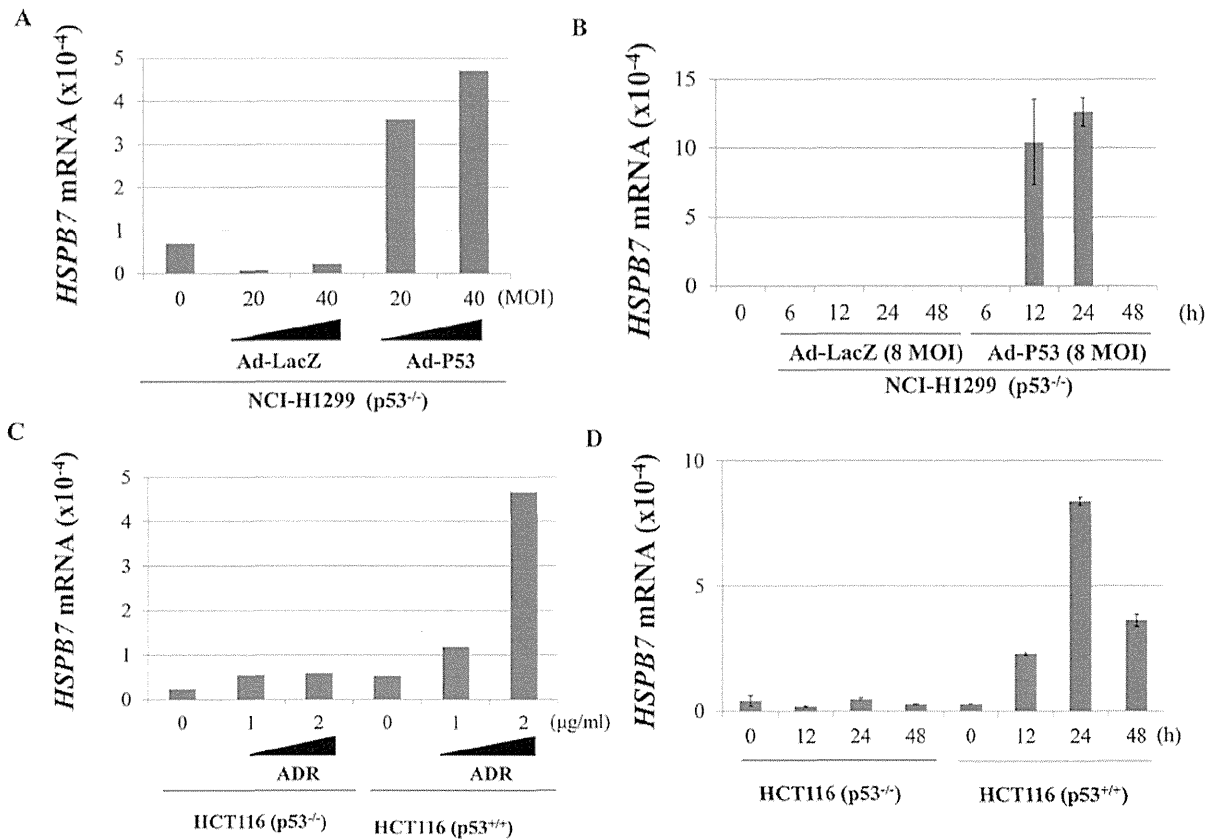 A
HSPB7 mRNA (x10-4)
5
4
3
2
1
0
0 20 40 20 40 (MOI)
Ad-LacZ Ad-P53
NCI-H1299 (p53-/-)
B
HSPB7 mRNA (x10-4)
15
10
5
0
0 6 12 24 48 6 12 24 48 (h)
Ad-LacZ (8 MOI) Ad-P53 (8 MOI)
NCI-H1299 (p53-/-)
C
HSPB7 mRNA (x10-4)
5
4
3
2
1
0
0 1 2 0 1 2 (µg/ml)
ADR ADR
HCT116 (p53-/-) HCT116 (p53+/+)
D
HSPB7 mRNA (x10-4)
10
5
0
0 12 24 48 0 12 24 48 (h)
HCT116 (p53-/-) HCT116 (p53+/+)